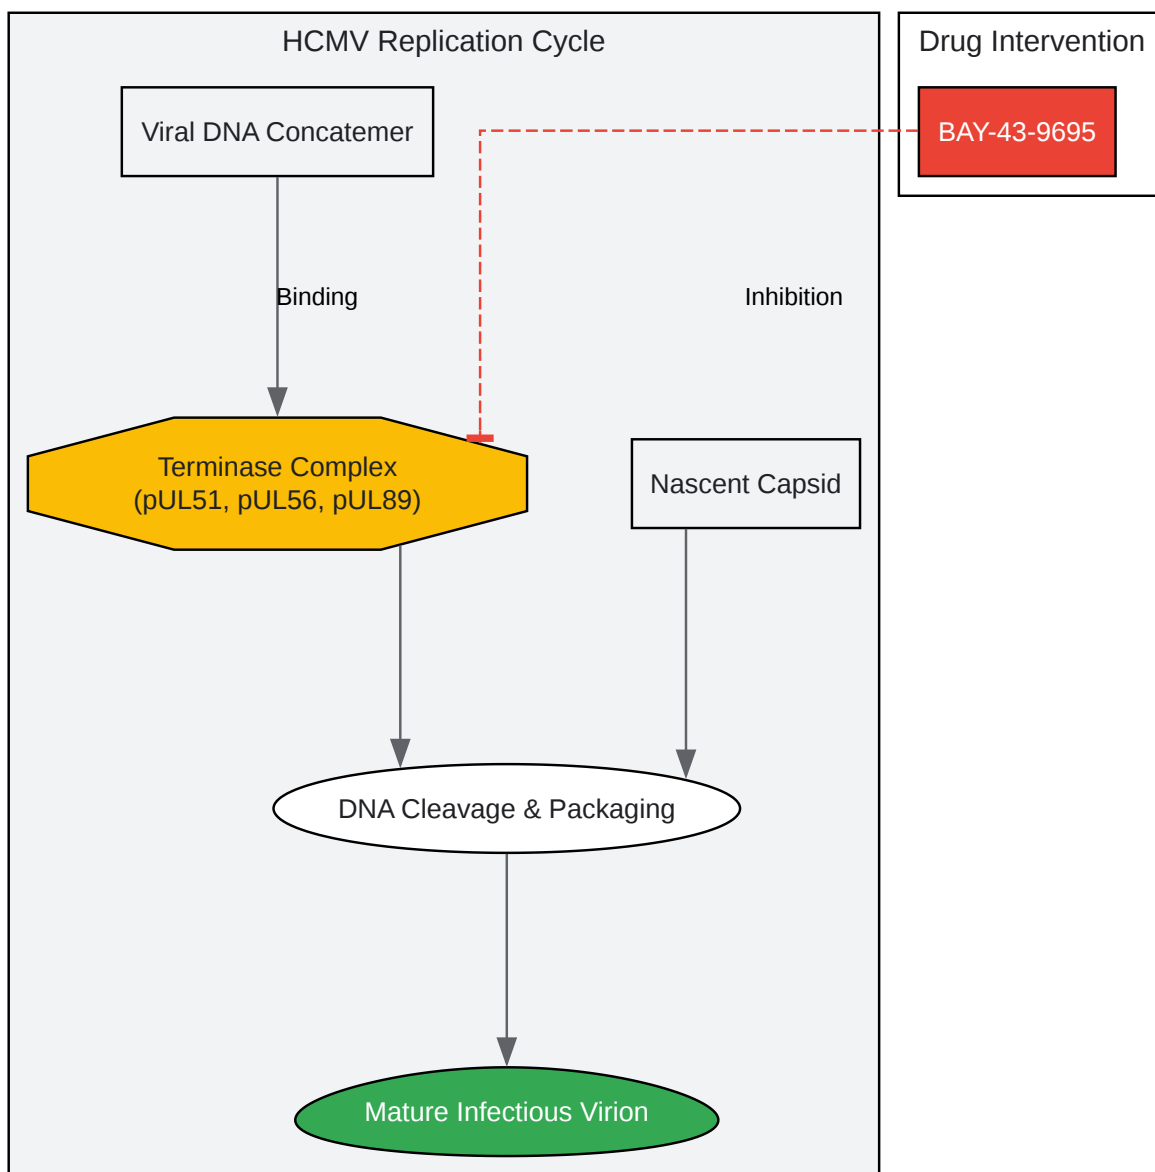 HCMV Replication Cycle
Drug Intervention
Viral DNA Concatemer
BAY-43-9695
Binding
Inhibition
Terminase Complex
(pUL51, pUL56, pUL89)
Nascent Capsid
DNA Cleavage & Packaging
Mature Infectious Virion